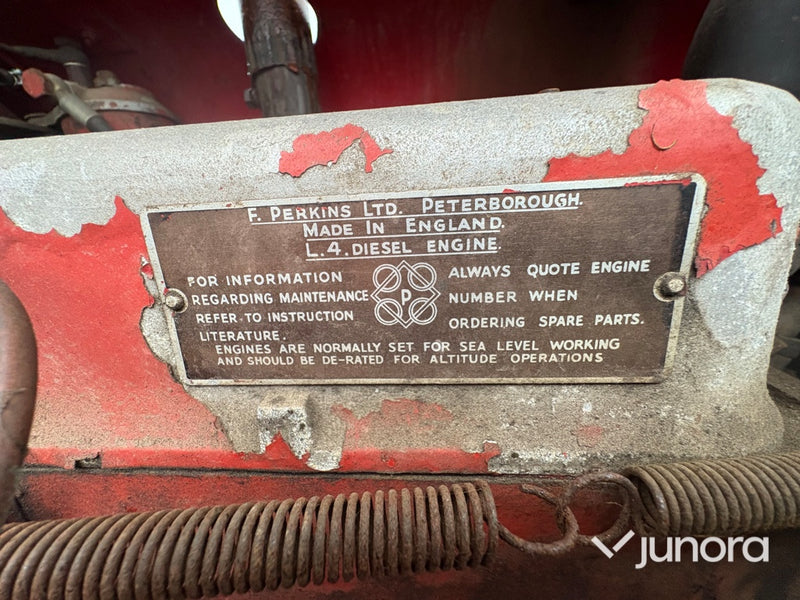 F. PERKINS LTD. PETERBOROUGH.
MADE IN ENGLAND.
L.4. DIESEL ENGINE.
FOR INFORMATION
REGARDING MAINTENANCE
REFER TO INSTRUCTION
LITERATURE.
P
ALWAYS QUOTE ENGINE
NUMBER WHEN
ORDERING SPARE PARTS.
ENGINES ARE NORMALLY SET FOR SEA LEVEL WORKING
AND SHOULD BE DE-RATED FOR ALTITUDE OPERATIONS
junora